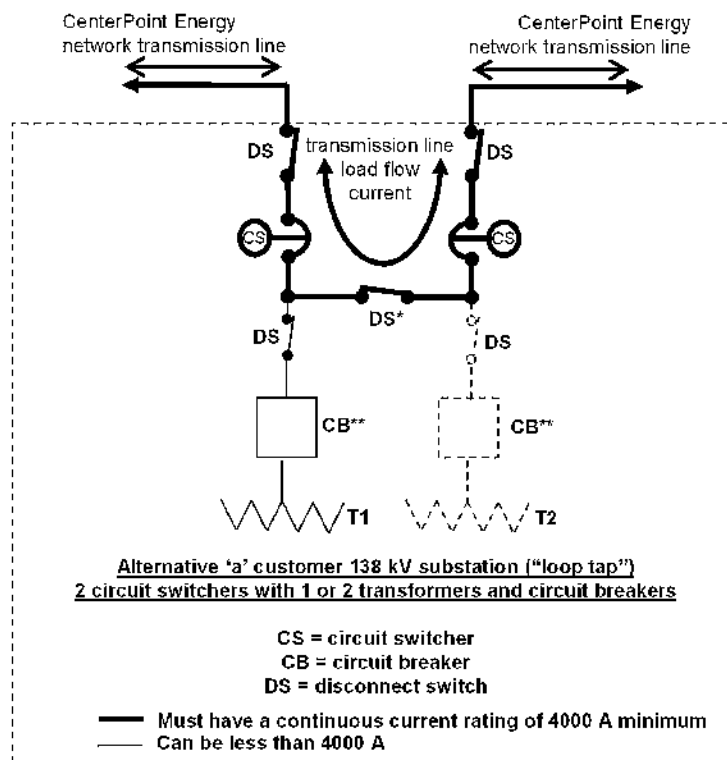 CenterPoint Energy
network transmission line
CenterPoint Energy
network transmission line
DS
transmission line
load flow
current
DS
CS
CS
DS
DS*
DS
CB**
CB**
T1
T2
Alternative ‘a’ customer 138 kV substation (“loop tap”)
2 circuit switchers with 1 or 2 transformers and circuit breakers
CS = circuit switcher
CB = circuit breaker
DS = disconnect switch
Must have a continuous current rating of 4000 A minimum
Can be less than 4000 A